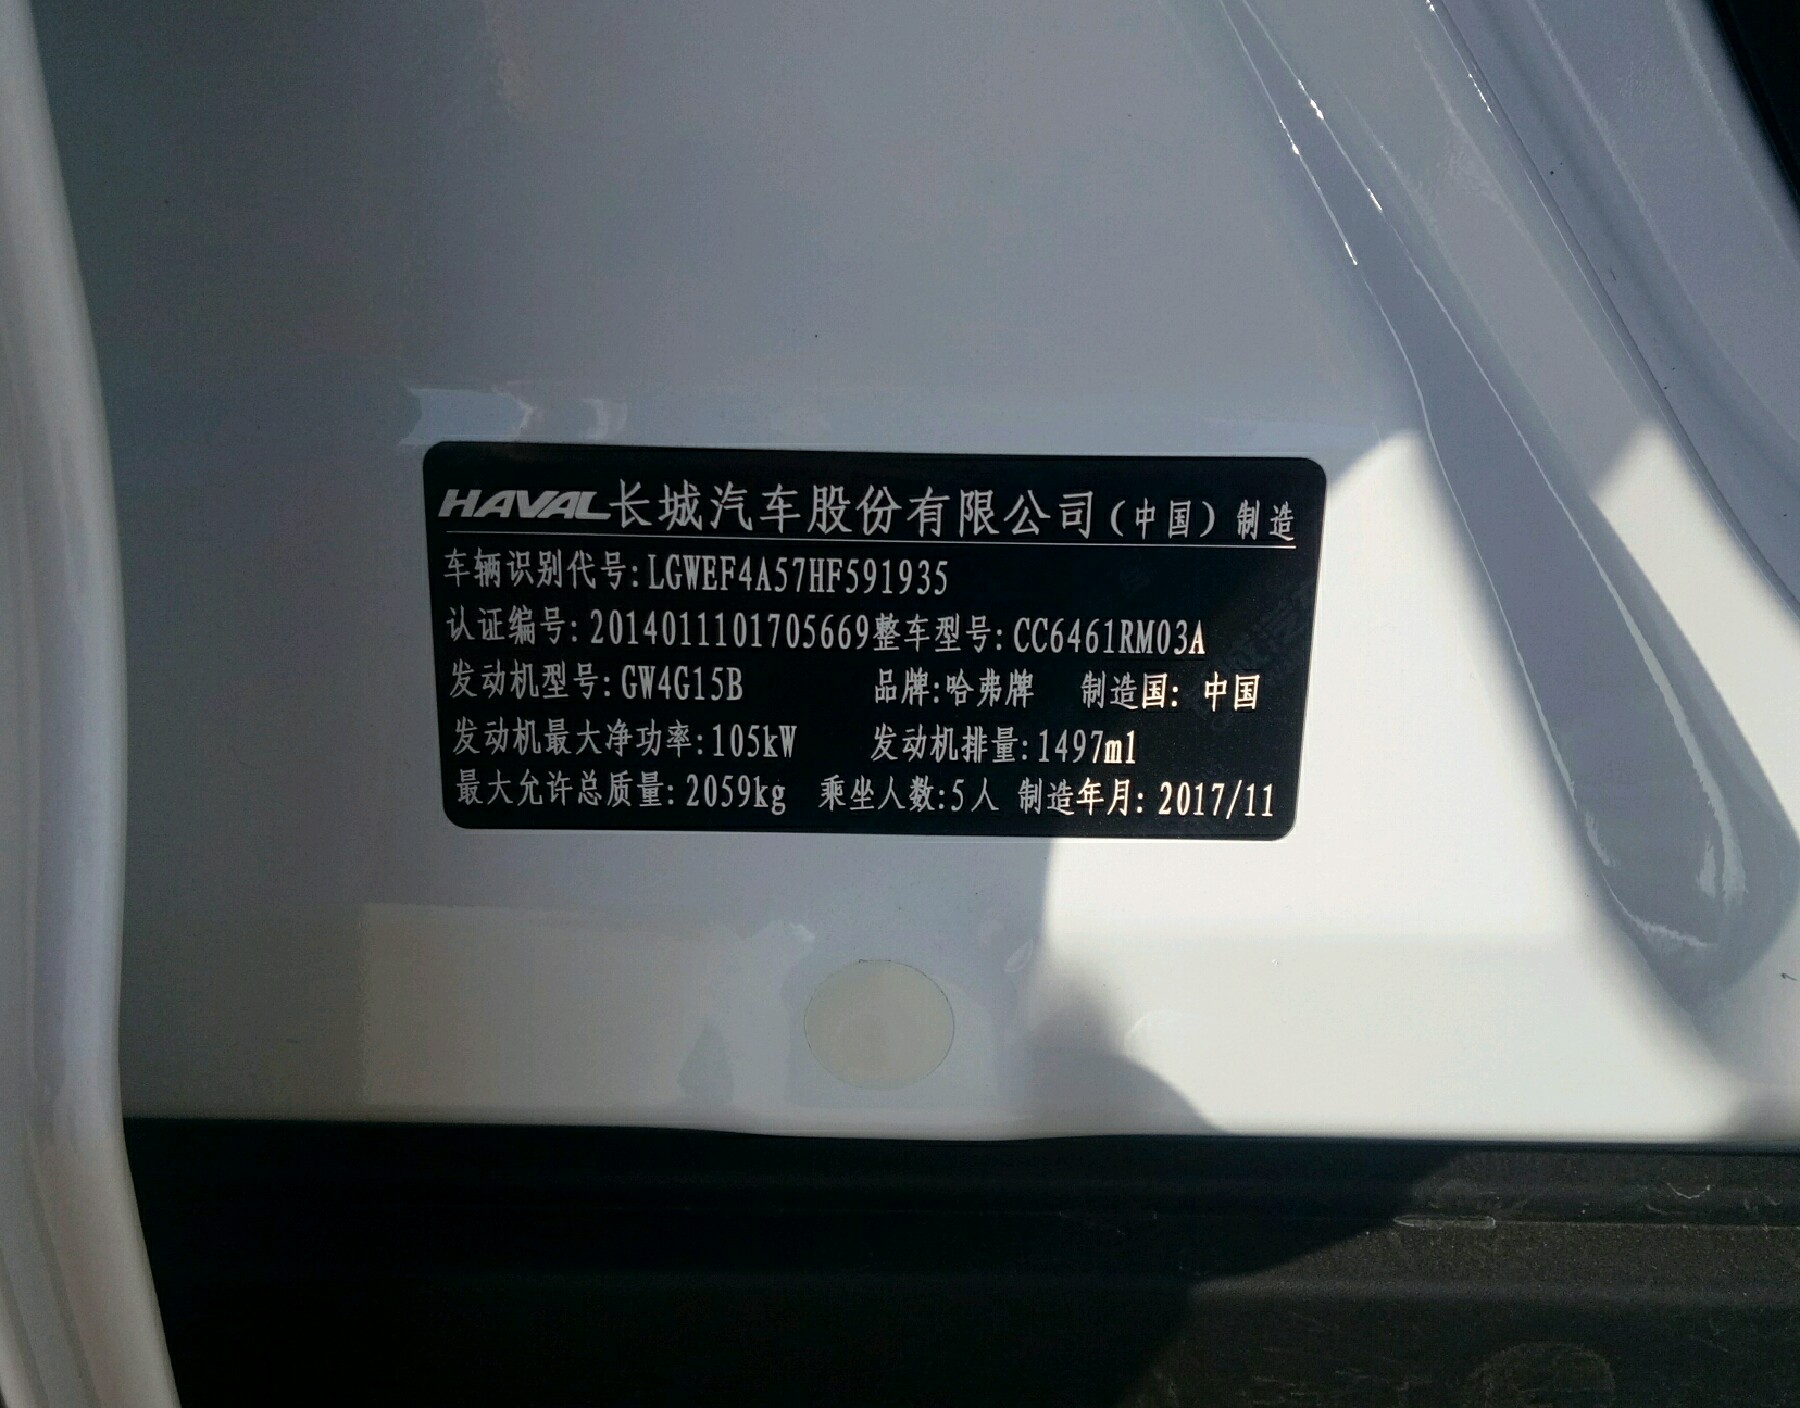 HAVAL长城汽车股份有限公司(中国)制造
车辆识别代号:LGWEF4A57HF591935
认证编号:2014011101705669整车型号:CC6461RM03A
发动机型号:GW4G15B 品牌:哈弗牌 制造国:中国
发动机最大净功率:105kW 发动机排量:1497ml
最大允许总质量:2059kg 乘坐人数:5人 制造年月:2017/11